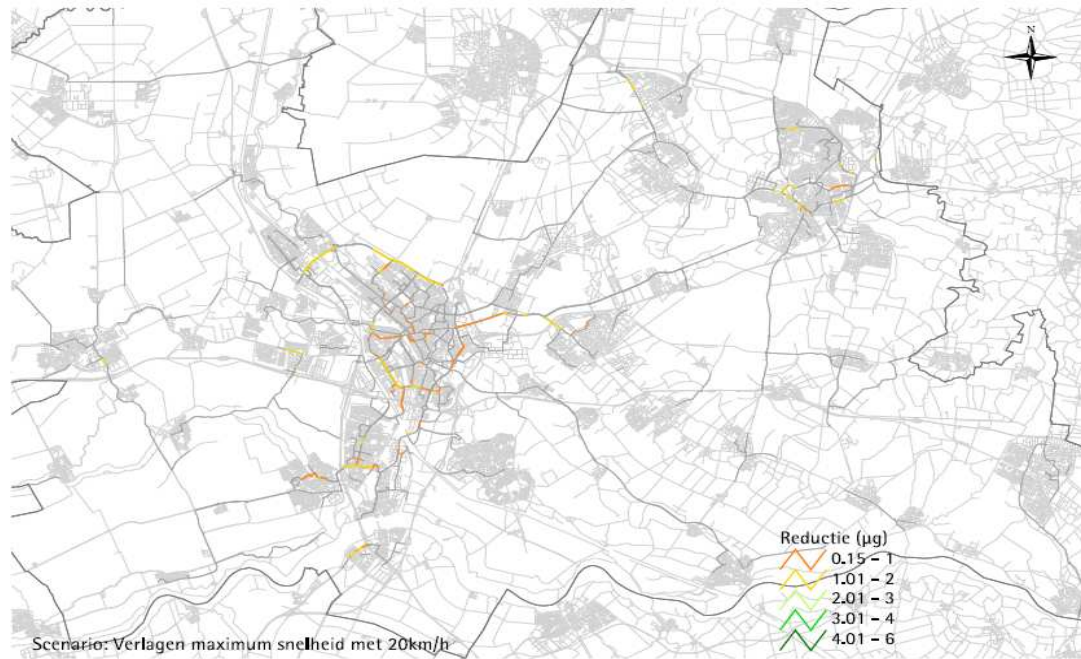 Reductie (µg)
0.15 – 1
1.01 – 2
2.01 – 3
3.01 – 4
4.01 – 6
Scenario: Verlagen maximum snelheid met 20km/h